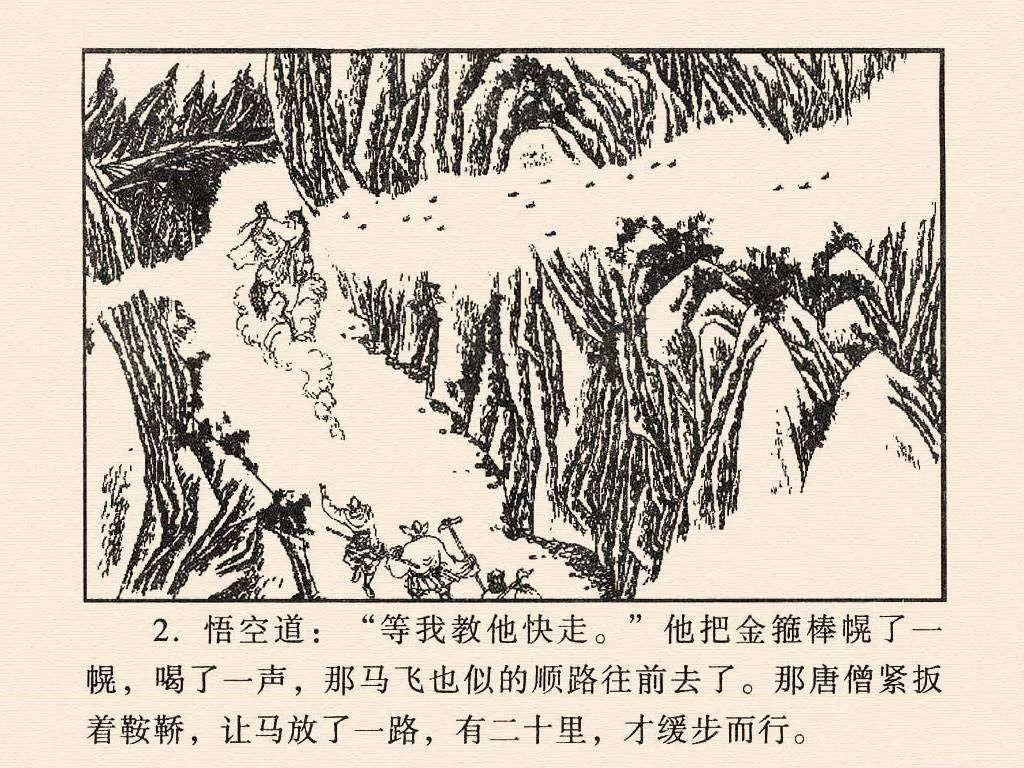 2. 悟空道：“等我教他快走。”他把金箍棒幌了一
幌，喝了一声，那马飞也似的顺路往前去了。那唐僧紧扳
着鞍鞒，让马放了一路，有二十里，才缓步而行。